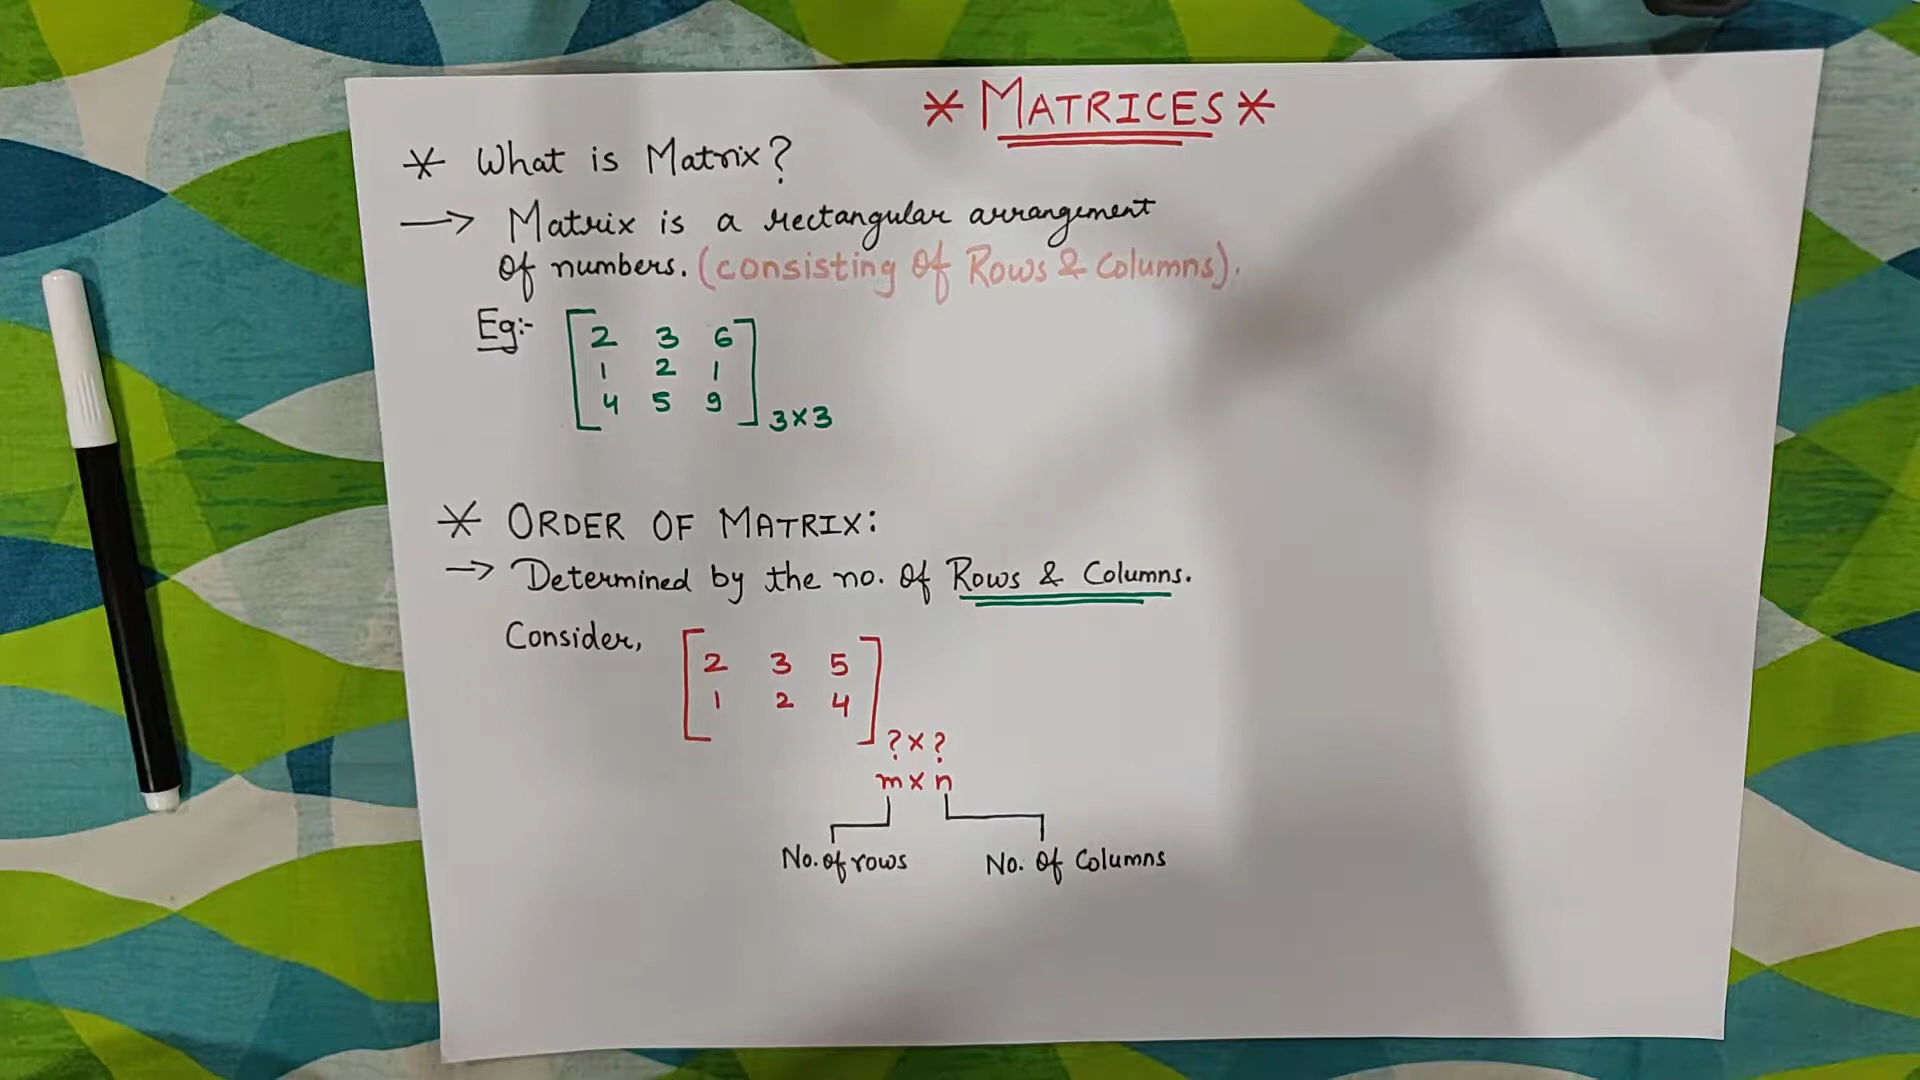 * MATRICES *
* What is Matrix?
→ Matrix is a rectangular arrangement
of numbers. (consisting of Rows & Columns).
Eg:- 2 3 6
1 2 1
4 5 9
3×3
* ORDER OF MATRIX:
→ Determined by the no. of Rows & Columns.
Consider, 2 3 5
1 2 4
? × ?
m × n
No. of rows No. of Columns